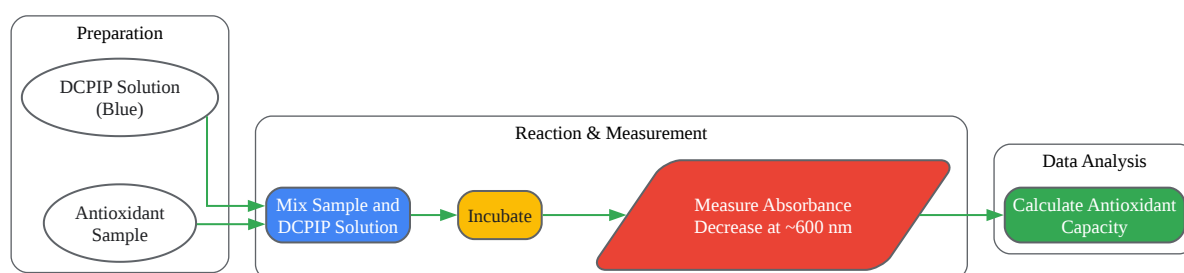 Preparation
DCPIP Solution
(Blue)
Antioxidant
Sample
Reaction & Measurement
Mix Sample and
DCPIP Solution
Incubate
Measure Absorbance
Decrease at ~600 nm
Data Analysis
Calculate Antioxidant
Capacity